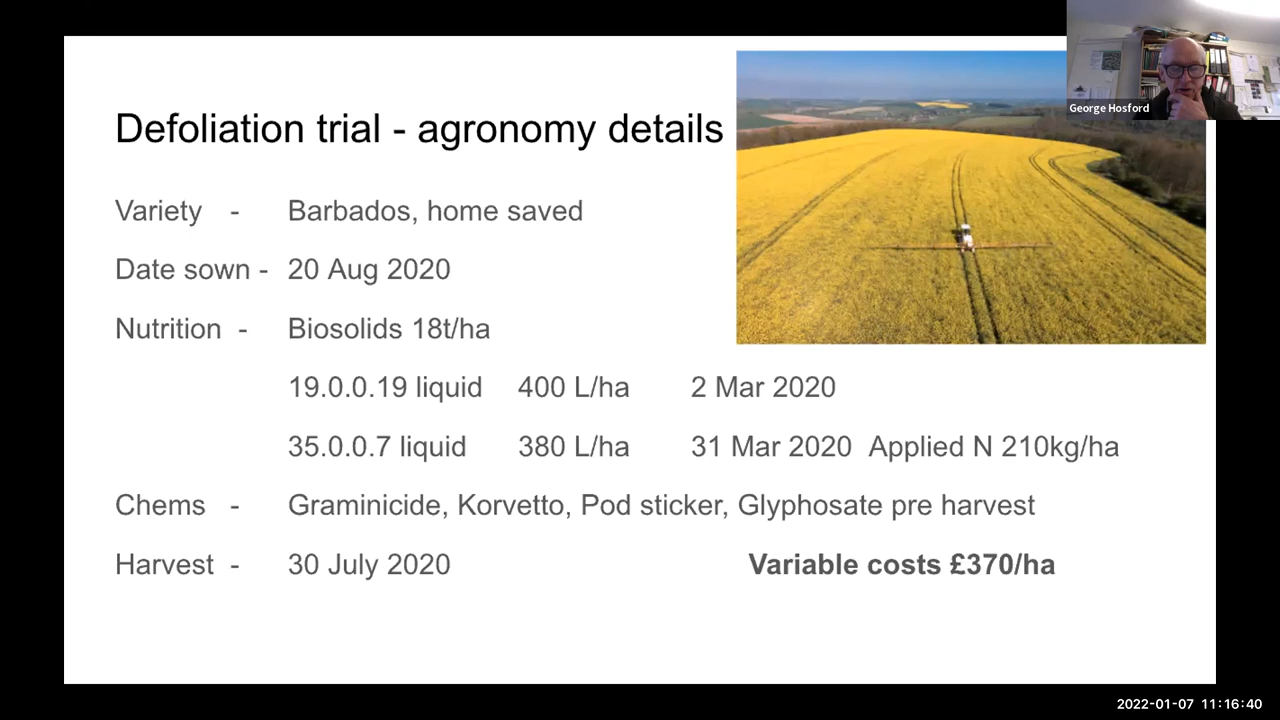 George Hosford
Defoliation trial - agronomy details
Variety - Barbados, home saved
Date sown - 20 Aug 2020
Nutrition - Biosolids 18t/ha
19.0.0.19 liquid 400 L/ha 2 Mar 2020
35.0.0.7 liquid 380 L/ha 31 Mar 2020 Applied N 210kg/ha
Chems - Graminicide, Korvetto, Pod sticker, Glyphosate pre harvest
Harvest - 30 July 2020 Variable costs £370/ha
2022-01-07 11:16:40